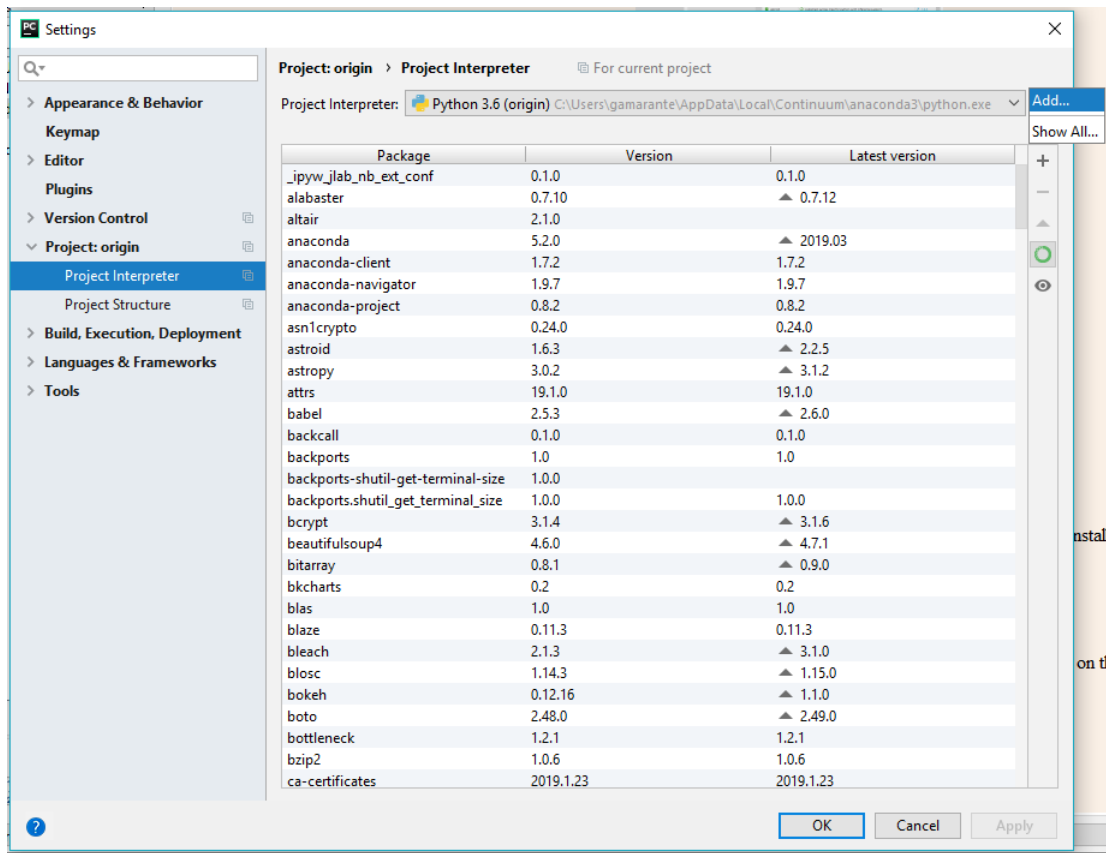 PC Settings
Project: origin > Project Interpreter For current project
Appearance & Behavior
Keymap
Editor
Plugins
Version Control
Project: origin
Project Interpreter
Project Structure
Build, Execution, Deployment
Languages & Frameworks
Tools
Project Interpreter: Python 3.6 (origin) C:\Users\gamarante\AppData\Local\Continuum\anaconda3\python.exe
Add...
Show All...
Package Version Latest version
_ipyw_jlab_nb_ext_conf 0.1.0 0.1.0
alabaster 0.7.10 0.7.12
altair 2.1.0
anaconda 5.2.0 2019.03
anaconda-client 1.7.2 1.7.2
anaconda-navigator 1.9.7 1.9.7
anaconda-project 0.8.2 0.8.2
asn1crypto 0.24.0 0.24.0
astroid 1.6.3 2.2.5
astropy 3.0.2 3.1.2
attrs 19.1.0 19.1.0
babel 2.5.3 2.6.0
backcall 0.1.0 0.1.0
backports 1.0 1.0
backports-shutil-get-terminal-size 1.0.0
backports.shutil_get_terminal_size 1.0.0 1.0.0
bcrypt 3.1.4 3.1.6
beautifulsoup4 4.6.0 4.7.1
bitarray 0.8.1 0.9.0
bkcharts 0.2 0.2
blas 1.0 1.0
blaze 0.11.3 0.11.3
bleach 2.1.3 3.1.0
blosc 1.14.3 1.15.0
bokeh 0.12.16 1.1.0
boto 2.48.0 2.49.0
bottleneck 1.2.1 1.2.1
bzip2 1.0.6 1.0.6
ca-certificates 2019.1.23 2019.1.23
?
OK Cancel Apply
nstal
on t